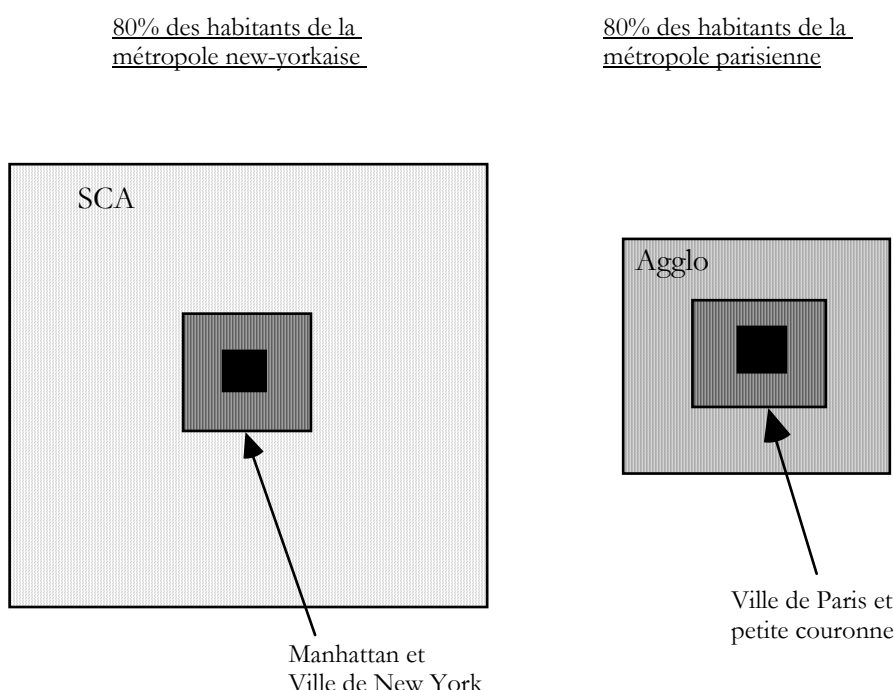 80% des habitants de la
métropole new-yorkaise
80% des habitants de la
métropole parisienne
SCA
Agglo
Manhattan et
Ville de New York
Ville de Paris et
petite couronne